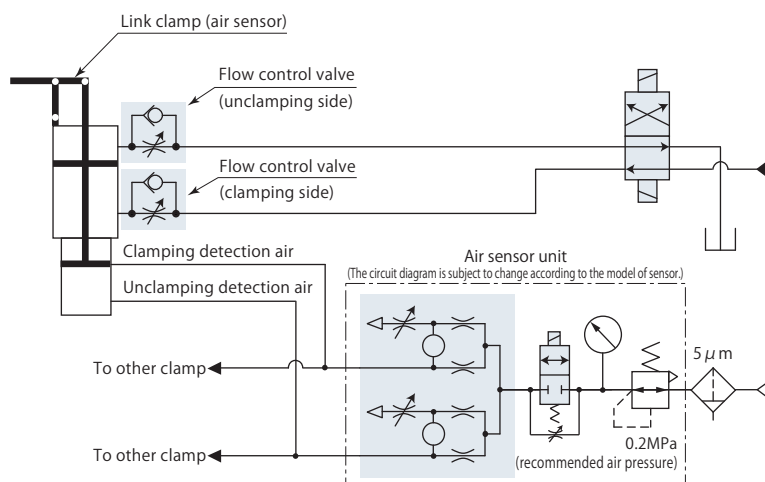 Link clamp (air sensor)
Flow control valve
(unclamping side)
Flow control valve
(clamping side)
Clamping detection air
Unclamping detection air
Air sensor unit
(The circuit diagram is subject to change according to the model of sensor.)
To other clamp
5μm
0.2MPa
(recommended air pressure)
To other clamp